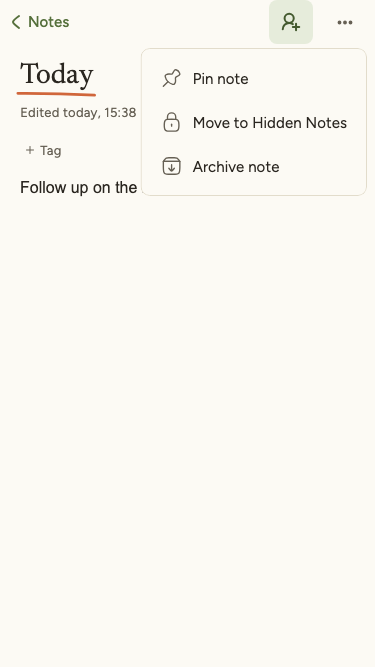 Notes
Today
Edited today, 15:38
+ Tag
Follow up on the
Pin note
Move to Hidden Notes
Archive note